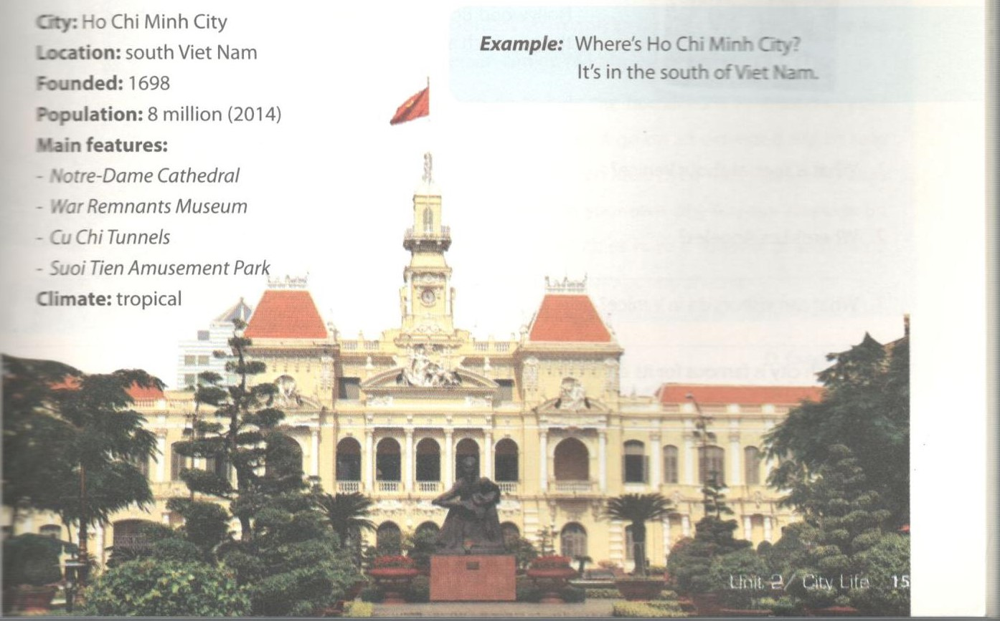 City: Ho Chi Minh City
Location: south Viet Nam
Founded: 1698
Population: 8 million (2014)
Main features:
- Notre-Dame Cathedral
- War Remnants Museum
- Cu Chi Tunnels
- Suoi Tien Amusement Park
Climate: tropical
Example: Where's Ho Chi Minh City?
It's in the south of Viet Nam.
Unit 2/ City Life 15